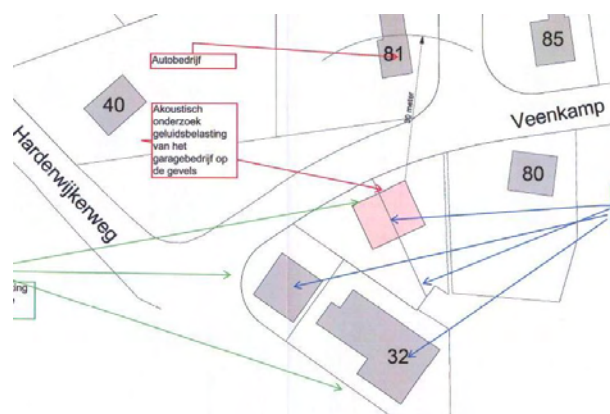 81
85
Autobedrijf
40
Akoustisch
onderzoek
geluidsbelasting
van het
garagebedrijf op
de gevels
Veenkamp
Harderwijkerweg
80
32